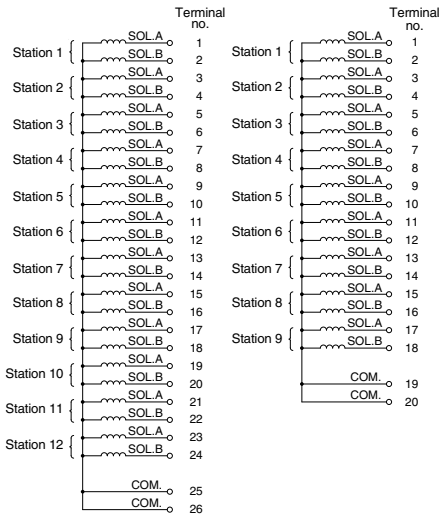 Terminal no.
Station 1 SOL.A 1
SOL.B 2
Station 2 SOL.A 3
SOL.B 4
Station 3 SOL.A 5
SOL.B 6
Station 4 SOL.A 7
SOL.B 8
Station 5 SOL.A 9
SOL.B 10
Station 6 SOL.A 11
SOL.B 12
Station 7 SOL.A 13
SOL.B 14
Station 8 SOL.A 15
SOL.B 16
Station 9 SOL.A 17
SOL.B 18
Station 10 SOL.A 19
SOL.B 20
Station 11 SOL.A 21
SOL.B 22
Station 12 SOL.A 23
SOL.B 24
COM. 25
COM. 26
Terminal no.
Station 1 SOL.A 1
SOL.B 2
Station 2 SOL.A 3
SOL.B 4
Station 3 SOL.A 5
SOL.B 6
Station 4 SOL.A 7
SOL.B 8
Station 5 SOL.A 9
SOL.B 10
Station 6 SOL.A 11
SOL.B 12
Station 7 SOL.A 13
SOL.B 14
Station 8 SOL.A 15
SOL.B 16
Station 9 SOL.A 17
SOL.B 18
COM. 19
COM. 20